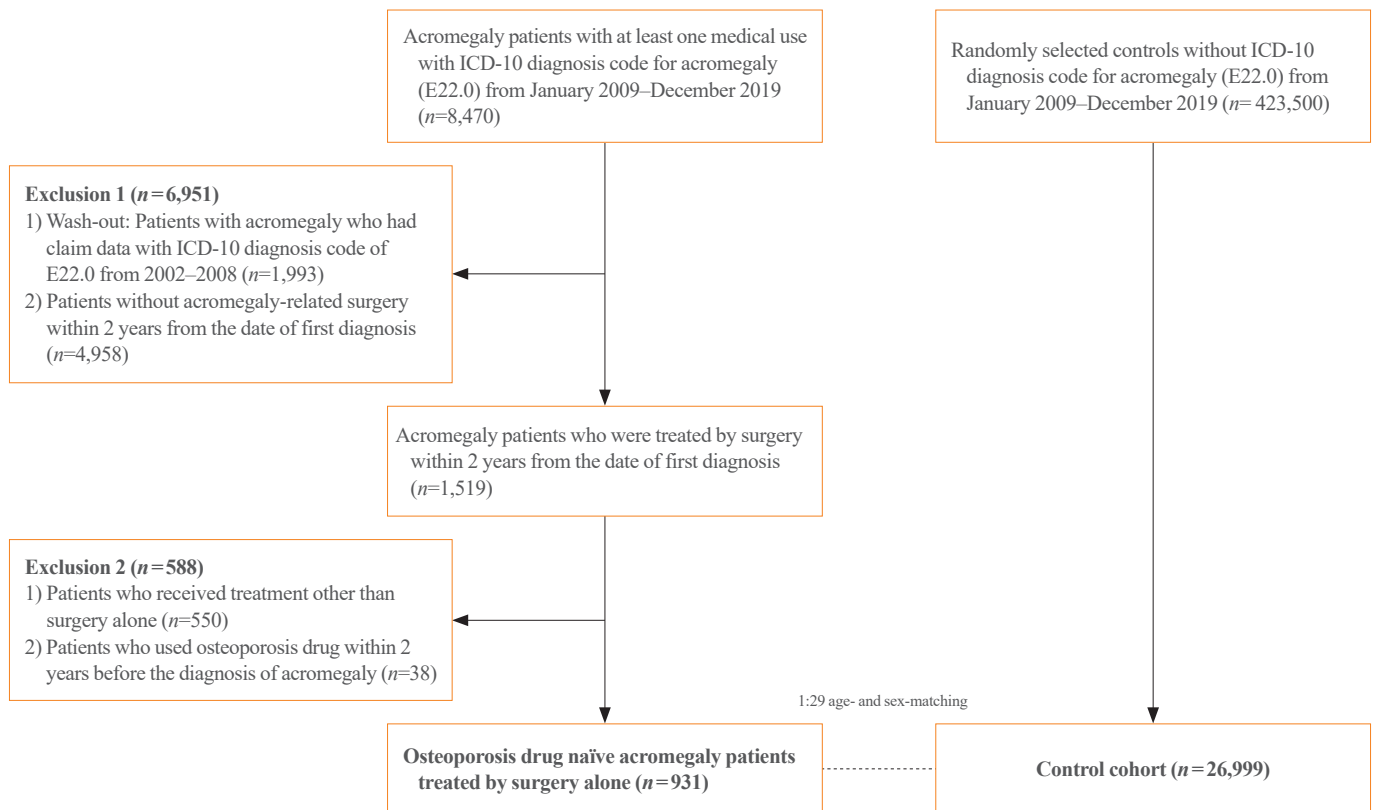 Acromegaly patients with at least one medical use
with ICD-10 diagnosis code for acromegaly
(E22.0) from January 2009–December 2019
(n=8,470)
Randomly selected controls without ICD-10
diagnosis code for acromegaly (E22.0) from
January 2009–December 2019 (n= 423,500)
Exclusion 1 (n=6,951)
1) Wash-out: Patients with acromegaly who had
claim data with ICD-10 diagnosis code of
E22.0 from 2002–2008 (n=1,993)
2) Patients without acromegaly-related surgery
within 2 years from the date of first diagnosis
(n=4,958)
Acromegaly patients who were treated by surgery
within 2 years from the date of first diagnosis
(n=1,519)
Exclusion 2 (n=588)
1) Patients who received treatment other than
surgery alone (n=550)
2) Patients who used osteoporosis drug within 2
years before the diagnosis of acromegaly (n=38)
1:29 age- and sex-matching
Osteoporosis drug naïve acromegaly patients
treated by surgery alone (n=931)
Control cohort (n=26,999)